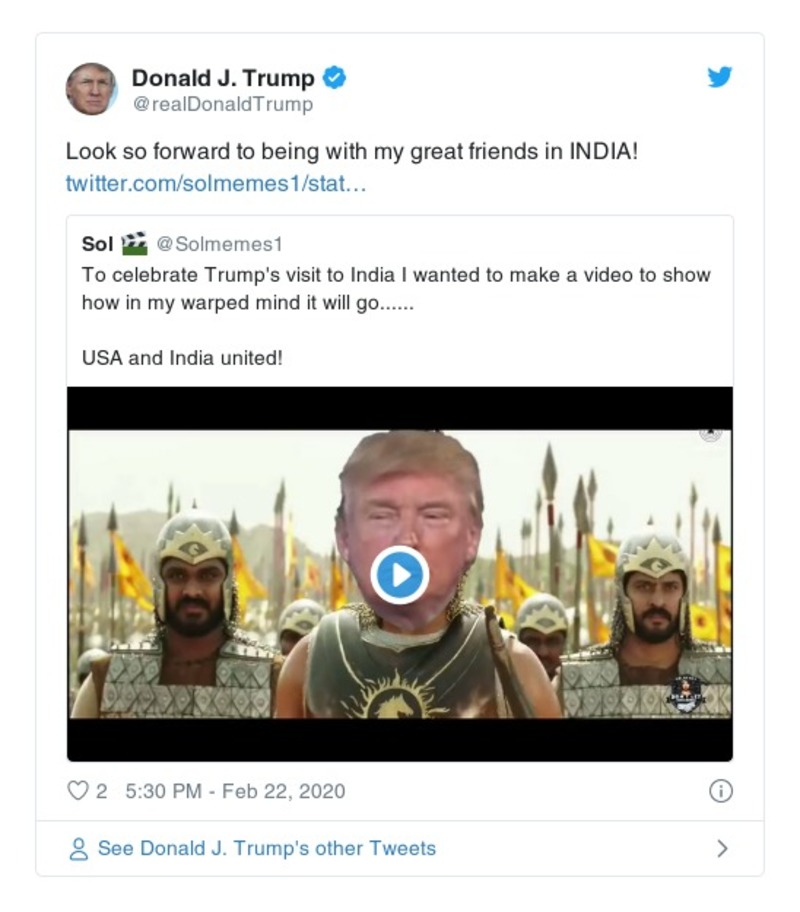 Donald J. Trump
@realDonaldTrump
Look so forward to being with my great friends in INDIA!
twitter.com/solmemes1/stat…
Sol 🎬 @Solmemes1
To celebrate Trump's visit to India I wanted to make a video to show
how in my warped mind it will go......
USA and India united!
2 5:30 PM - Feb 22, 2020
See Donald J. Trump's other Tweets